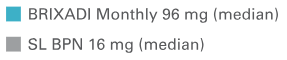 BRIXADI Monthly 96 mg (median)
SL BPN 16 mg (median)